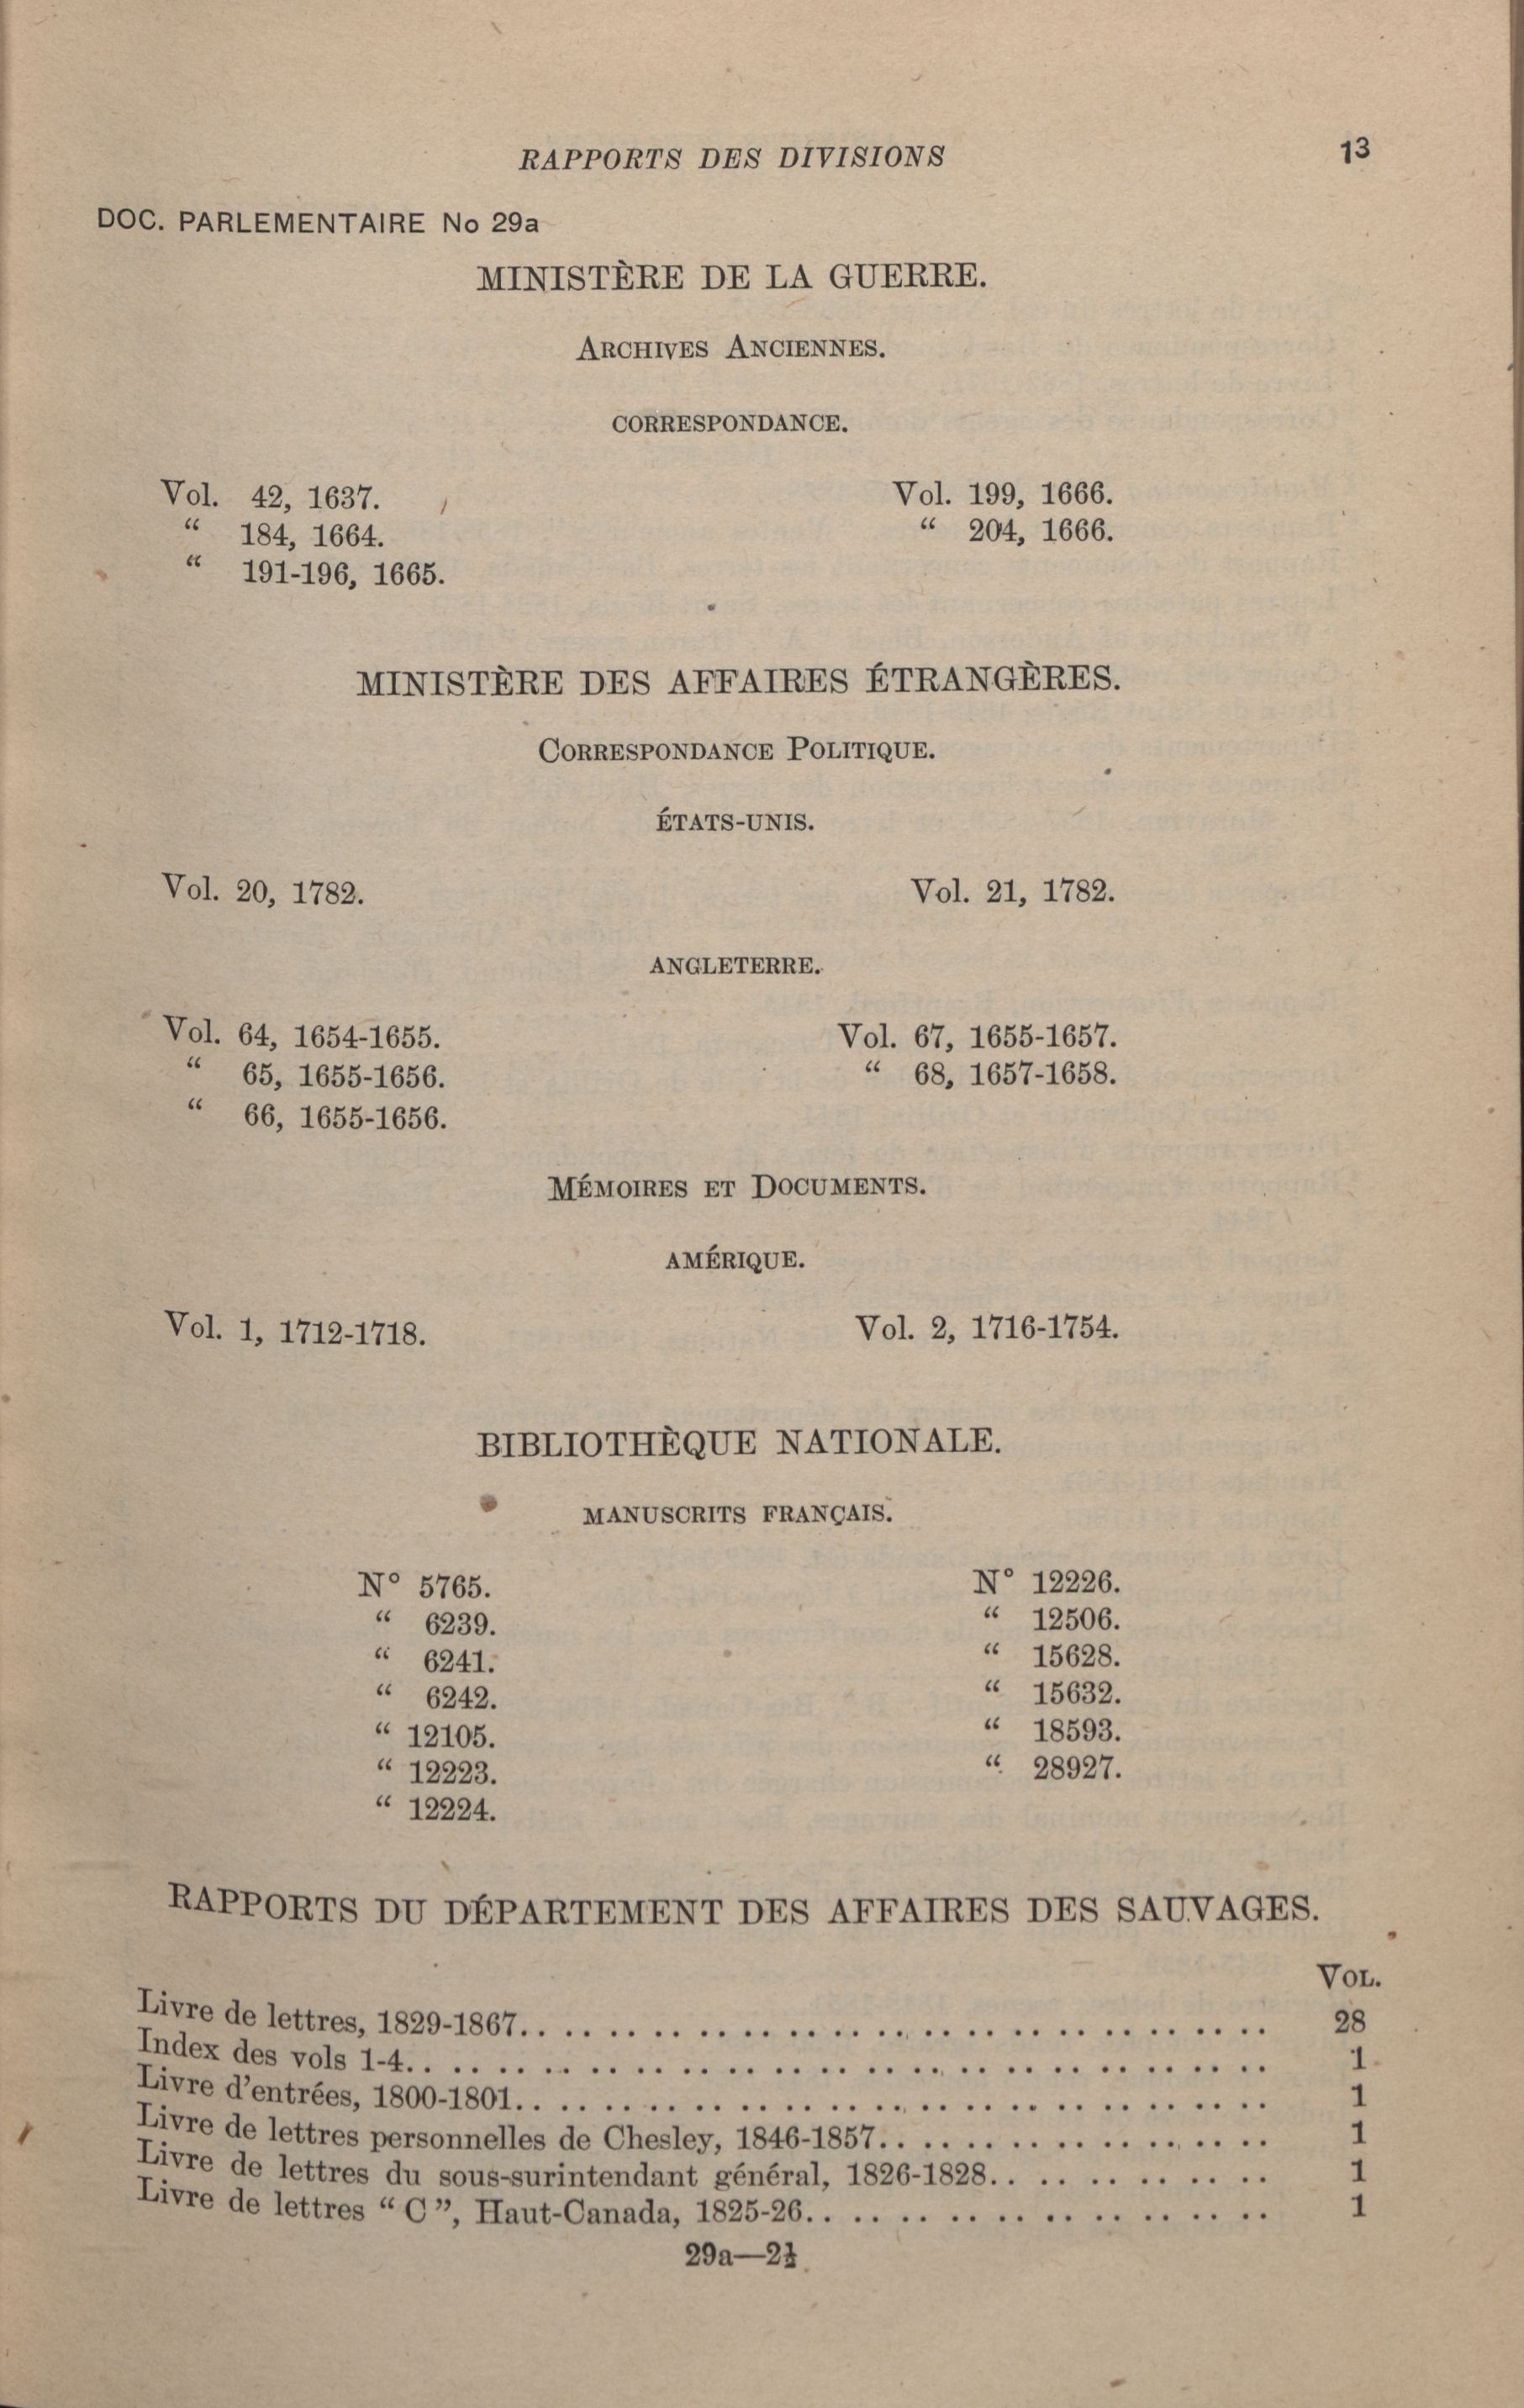 RAPPORTS DES DIVISIONS 13
DOC. PARLEMENTAIRE No 29a
MINISTÈRE DE LA GUERRE.
ARCHIVES ANCIENNES.
CORRESPONDANCE.
Vol. 42, 1637.
“ 184, 1664.
“ 191-196, 1665.
Vol. 199, 1666.
“ 204, 1666.
MINISTÈRE DES AFFAIRES ÉTRANGÈRES.
CORRESPONDANCE POLITIQUE.
ÉTATS-UNIS.
Vol. 20, 1782.
Vol. 21, 1782.
ANGLETERRE.
Vol. 64, 1654-1655.
“ 65, 1655-1656.
“ 66, 1655-1656.
Vol. 67, 1655-1657.
“ 68, 1657-1658.
MÉMOIRES ET DOCUMENTS.
AMÉRIQUE.
Vol. 1, 1712-1718.
Vol. 2, 1716-1754.
BIBLIOTHÈQUE NATIONALE.
MANUSCRITS FRANÇAIS.
N° 5765.
“ 6239.
“ 6241.
“ 6242.
“ 12105.
“ 12223.
“ 12224.
N° 12226.
“ 12506.
“ 15628.
“ 15632.
“ 18593.
“ 28927.
RAPPORTS DU DÉPARTEMENT DES AFFAIRES DES SAUVAGES.
VOL.
Livre de lettres, 1829-1867. . . . . . . . . . . . . . . . . . . . 28
Index des vols 1-4. . . . . . . . . . . . . . . . . . . . 1
Livre d'entrées, 1800-1801. . . . . . . . . . . . . . . . . . . . 1
Livre de lettres personnelles de Chesley, 1846-1857. . . . . . . . . . . . 1
Livre de lettres du sous-surintendant général, 1826-1828. . . . . . . . . . 1
Livre de lettres “ C ”, Haut-Canada, 1825-26. . . . . . . . . . . . . . 1
29a—2½